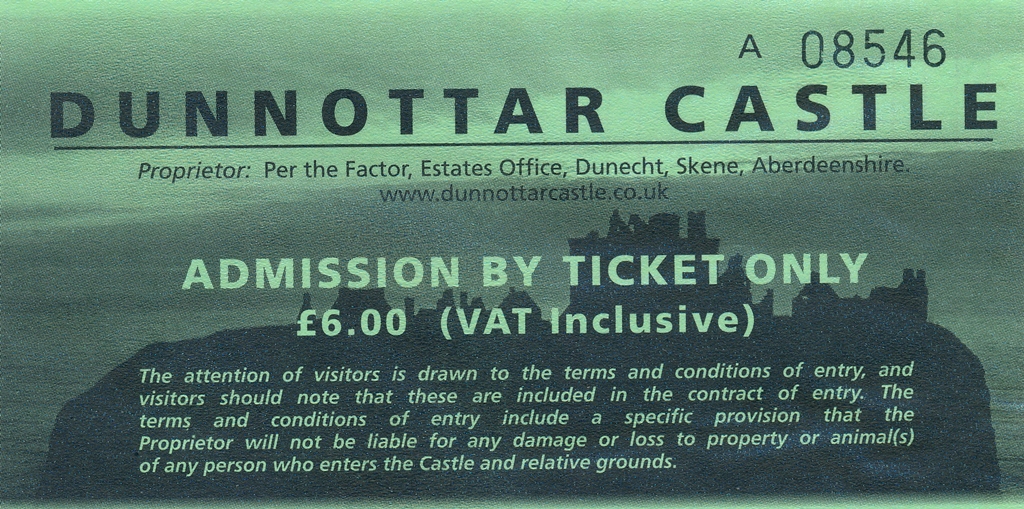 A 08546
DUNNOTTAR CASTLE
Proprietor: Per the Factor, Estates Office, Dunecht, Skene, Aberdeenshire.
www.dunnottarcastle.co.uk
ADMISSION BY TICKET ONLY
£6.00 (VAT Inclusive)
The attention of visitors is drawn to the terms and conditions of entry, and
visitors should note that these are included in the contract of entry. The
terms and conditions of entry include a specific provision that the
Proprietor will not be liable for any damage or loss to property or animal(s)
of any person who enters the Castle and relative grounds.